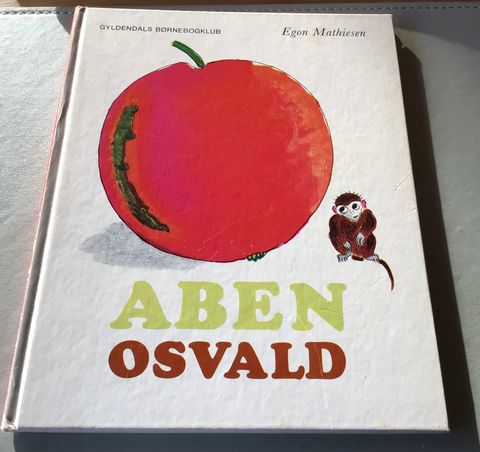 GYLDENDALS BØRNEBOGKLUB
Egon Mathiesen
ABEN
OSVALD